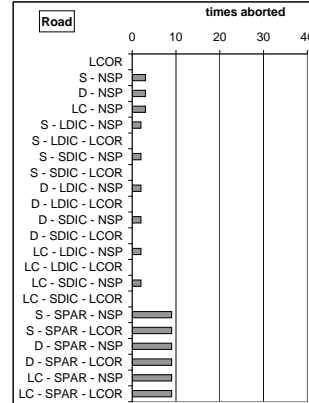 Road
times aborted
0 10 20 30 40
LCOR
S - NSP
D - NSP
LC - NSP
S - LDIC - NSP
S - LDIC - LCOR
S - SDIC - NSP
S - SDIC - LCOR
D - LDIC - NSP
D - LDIC - LCOR
D - SDIC - NSP
D - SDIC - LCOR
LC - LDIC - NSP
LC - LDIC - LCOR
LC - SDIC - NSP
LC - SDIC - LCOR
S - SPAR - NSP
S - SPAR - LCOR
D - SPAR - NSP
D - SPAR - LCOR
LC - SPAR - NSP
LC - SPAR - LCOR